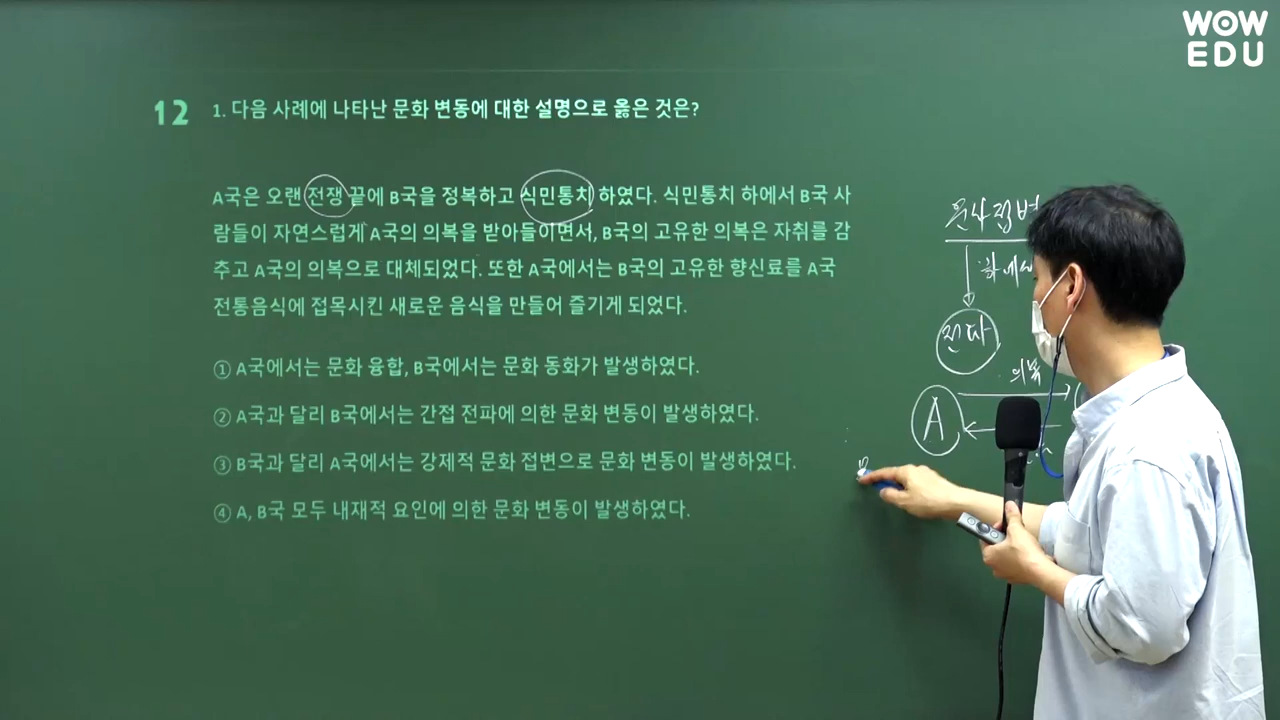 WOW
EDU
12 1. 다음 사례에 나타난 문화 변동에 대한 설명으로 옳은 것은?
A국은 오랜 전쟁 끝에 B국을 정복하고 식민통치 하였다. 식민통치 하에서 B국 사
람들이 자연스럽게 A국의 의복을 받아들이면서, B국의 고유한 의복은 자취를 감
추고 A국의 의복으로 대체되었다. 또한 A국에서는 B국의 고유한 향신료를 A국
전통음식에 접목시킨 새로운 음식을 만들어 즐기게 되었다.
① A국에서는 문화 융합, B국에서는 문화 동화가 발생하였다.
② A국과 달리 B국에서는 간접 전파에 의한 문화 변동이 발생하였다.
③ B국과 달리 A국에서는 강제적 문화 접변으로 문화 변동이 발생하였다.
④ A, B국 모두 내재적 요인에 의한 문화 변동이 발생하였다.
의복
A